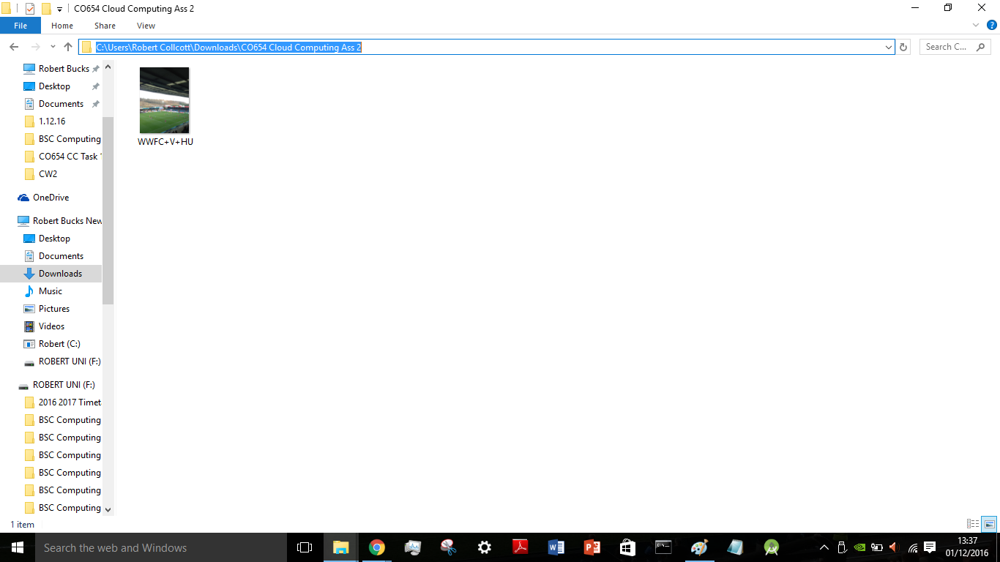 CO654 Cloud Computing Ass 2
File Home Share View
C:\Users\Robert Collcott\Downloads\CO654 Cloud Computing Ass 2
Search C...
Robert Bucks
Desktop
Documents
1.12.16
BSC Computing
CO654 CC Task 1
CW2
OneDrive
Robert Bucks New
Desktop
Documents
Downloads
Music
Pictures
Videos
Robert (C:)
ROBERT UNI (F:)
ROBERT UNI (F:)
2016 2017 Timet
BSC Computing
BSC Computing
BSC Computing
BSC Computing
BSC Computing
BSC Computing
WWFC+V+HU
1 item
Search the web and Windows
13:37
01/12/2016